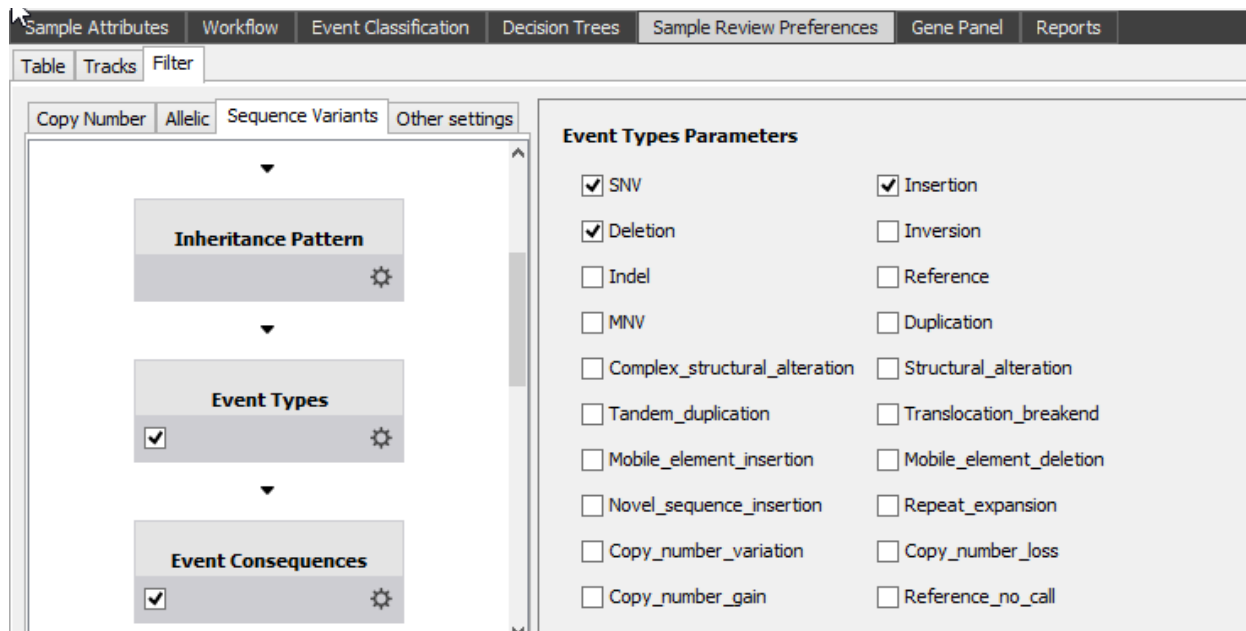 Sample Attributes Workflow Event Classification Decision Trees Sample Review Preferences Gene Panel Reports
Table Tracks Filter
Copy Number Allelic Sequence Variants Other settings
Inheritance Pattern
Event Types
Event Consequences
Event Types Parameters
SNV Insertion
Deletion Inversion
Indel Reference
MNV Duplication
Complex_structural_alteration Structural_alteration
Tandem_duplication Translocation_breakend
Mobile_element_insertion Mobile_element_deletion
Novel_sequence_insertion Repeat_expansion
Copy_number_variation Copy_number_loss
Copy_number_gain Reference_no_call